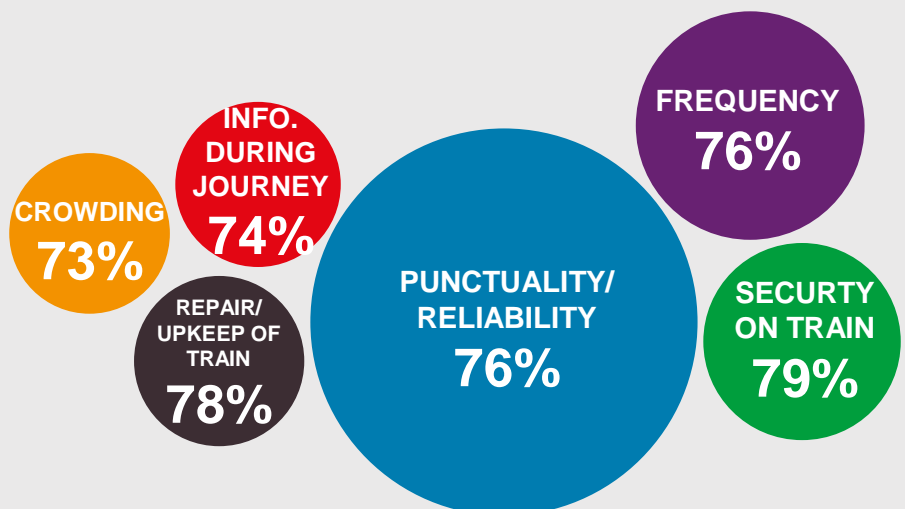 CROWDING
73%
INFO.
DURING
JOURNEY
74%
REPAIR/
UPKEEP OF
TRAIN
78%
PUNCTUALITY/
RELIABILITY
76%
FREQUENCY
76%
SECURTY
ON TRAIN
79%